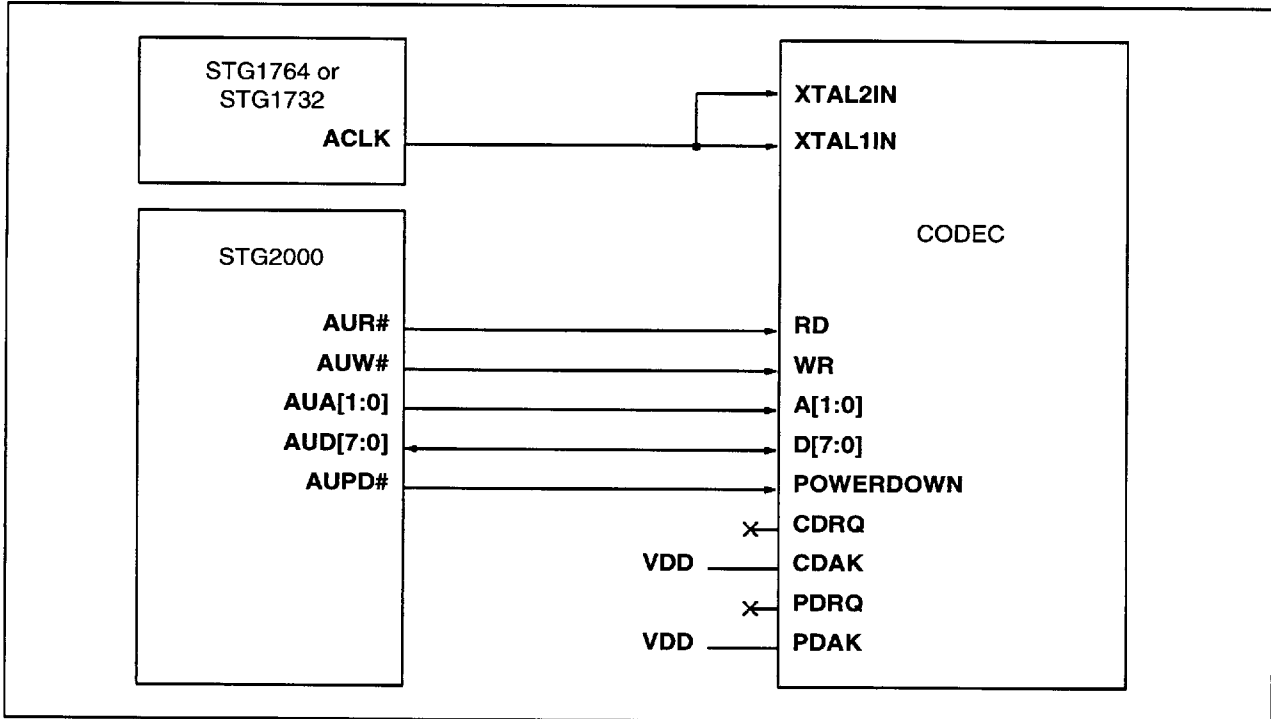 STG1764 or
STG1732
ACLK
XTAL2IN
XTAL1IN
CODEC
STG2000
AUR#
AUW#
AUA[1:0]
AUD[7:0]
AUPD#
RD
WR
A[1:0]
D[7:0]
POWERDOWN
CDRQ
VDD CDAK
PDRQ
VDD PDAK